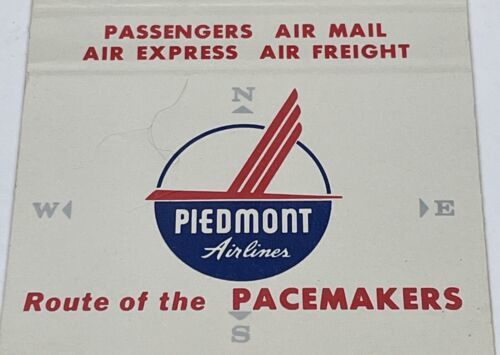 PASSENGERS AIR MAIL
AIR EXPRESS AIR FREIGHT
N
W E
PIEDMONT
Airlines
Route of the PACEMAKERS
S